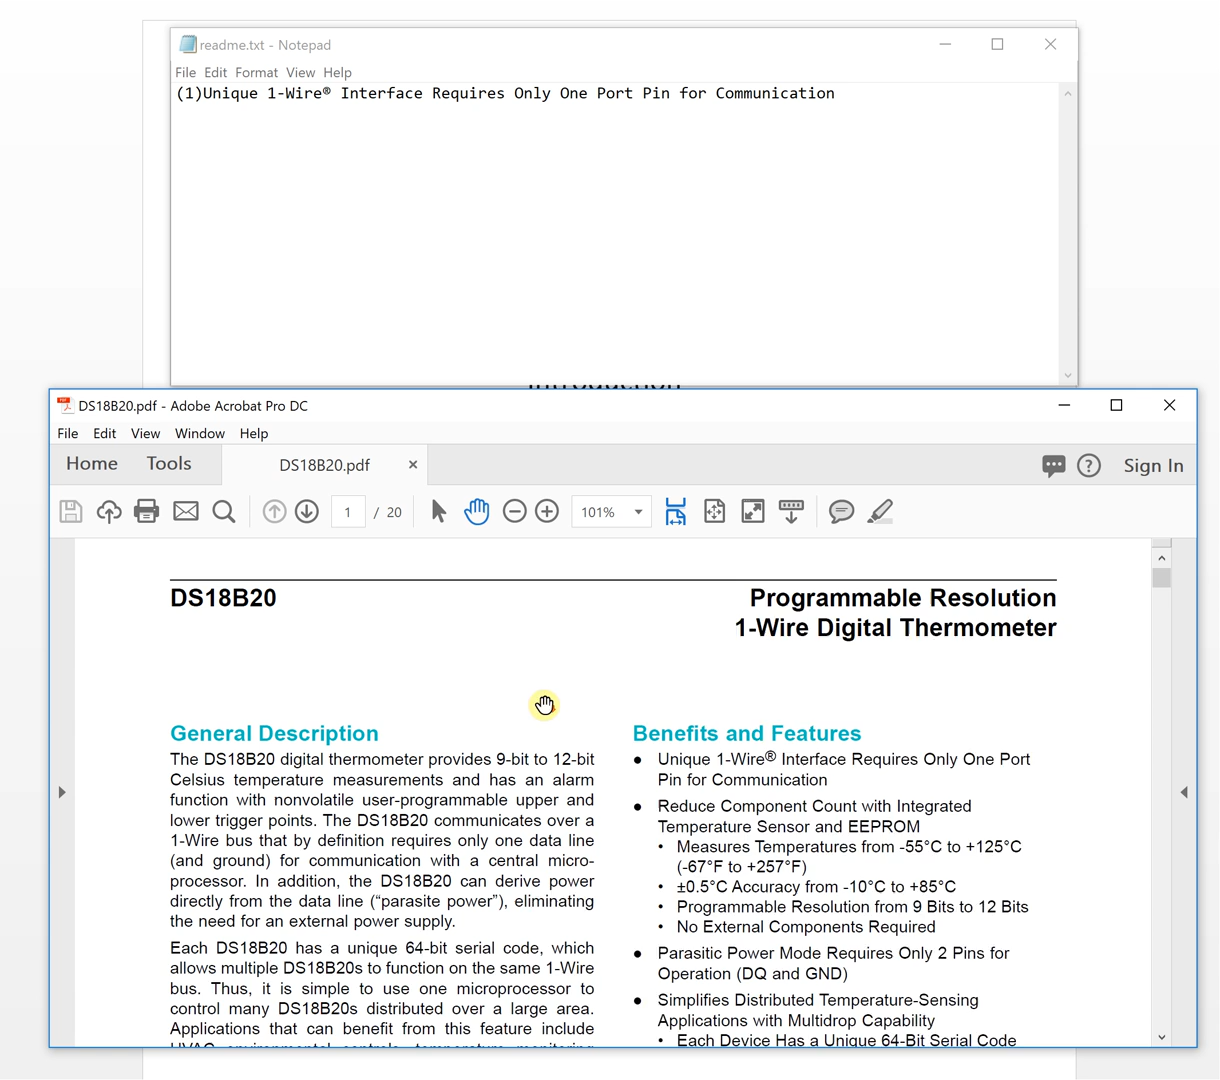 readme.txt - Notepad
File Edit Format View Help
(1)Unique 1-Wire® Interface Requires Only One Port Pin for Communication
Introduction
DS18B20.pdf - Adobe Acrobat Pro DC
File Edit View Window Help
Home Tools DS18B20.pdf × Sign In
1 / 20 101%
DS18B20
Programmable Resolution
1-Wire Digital Thermometer
General Description
The DS18B20 digital thermometer provides 9-bit to 12-bit
Celsius temperature measurements and has an alarm
function with nonvolatile user-programmable upper and
lower trigger points. The DS18B20 communicates over a
1-Wire bus that by definition requires only one data line
(and ground) for communication with a central micro-
processor. In addition, the DS18B20 can derive power
directly from the data line (“parasite power”), eliminating
the need for an external power supply.
Each DS18B20 has a unique 64-bit serial code, which
allows multiple DS18B20s to function on the same 1-Wire
bus. Thus, it is simple to use one microprocessor to
control many DS18B20s distributed over a large area.
Applications that can benefit from this feature include
HVAC environmental controls, temperature monitoring
Benefits and Features
● Unique 1-Wire® Interface Requires Only One Port
Pin for Communication
● Reduce Component Count with Integrated
Temperature Sensor and EEPROM
• Measures Temperatures from -55°C to +125°C
(-67°F to +257°F)
• ±0.5°C Accuracy from -10°C to +85°C
• Programmable Resolution from 9 Bits to 12 Bits
• No External Components Required
● Parasitic Power Mode Requires Only 2 Pins for
Operation (DQ and GND)
● Simplifies Distributed Temperature-Sensing
Applications with Multidrop Capability
• Each Device Has a Unique 64-Bit Serial Code